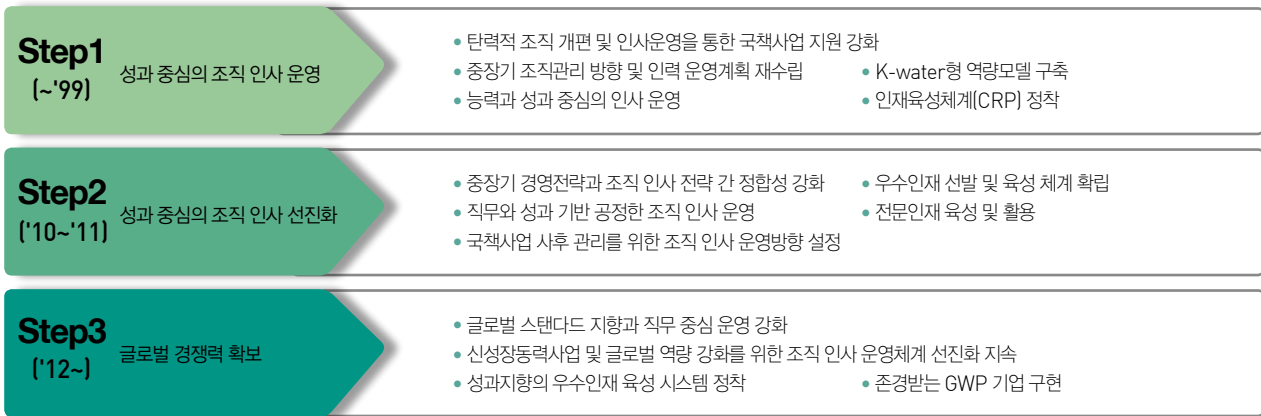 Step1
(~'99)
성과 중심의 조직 인사 운영
• 탄력적 조직 개편 및 인사운영을 통한 국책사업 지원 강화
• 중장기 조직관리 방향 및 인력 운영계획 재수립 • K-water형 역량모델 구축
• 능력과 성과 중심의 인사 운영 • 인재육성체계(CRP) 정착
Step2
('10~'11)
성과 중심의 조직 인사 선진화
• 중장기 경영전략과 조직 인사 전략 간 정합성 강화 • 우수인재 선발 및 육성 체계 확립
• 직무와 성과 기반 공정한 조직 인사 운영 • 전문인재 육성 및 활용
• 국책사업 사후 관리를 위한 조직 인사 운영방향 설정
Step3
('12~)
글로벌 경쟁력 확보
• 글로벌 스탠다드 지향과 직무 중심 운영 강화
• 신성장동력사업 및 글로벌 역량 강화를 위한 조직 인사 운영체계 선진화 지속
• 성과지향의 우수인재 육성 시스템 정착 • 존경받는 GWP 기업 구현